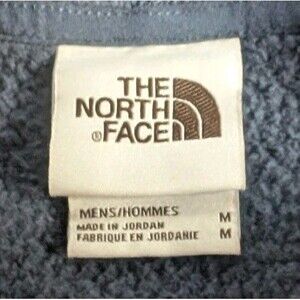 THE
NORTH
®FACE
MENS/HOMMES M
MADE IN JORDAN
FABRIQUE EN JORDANIE M